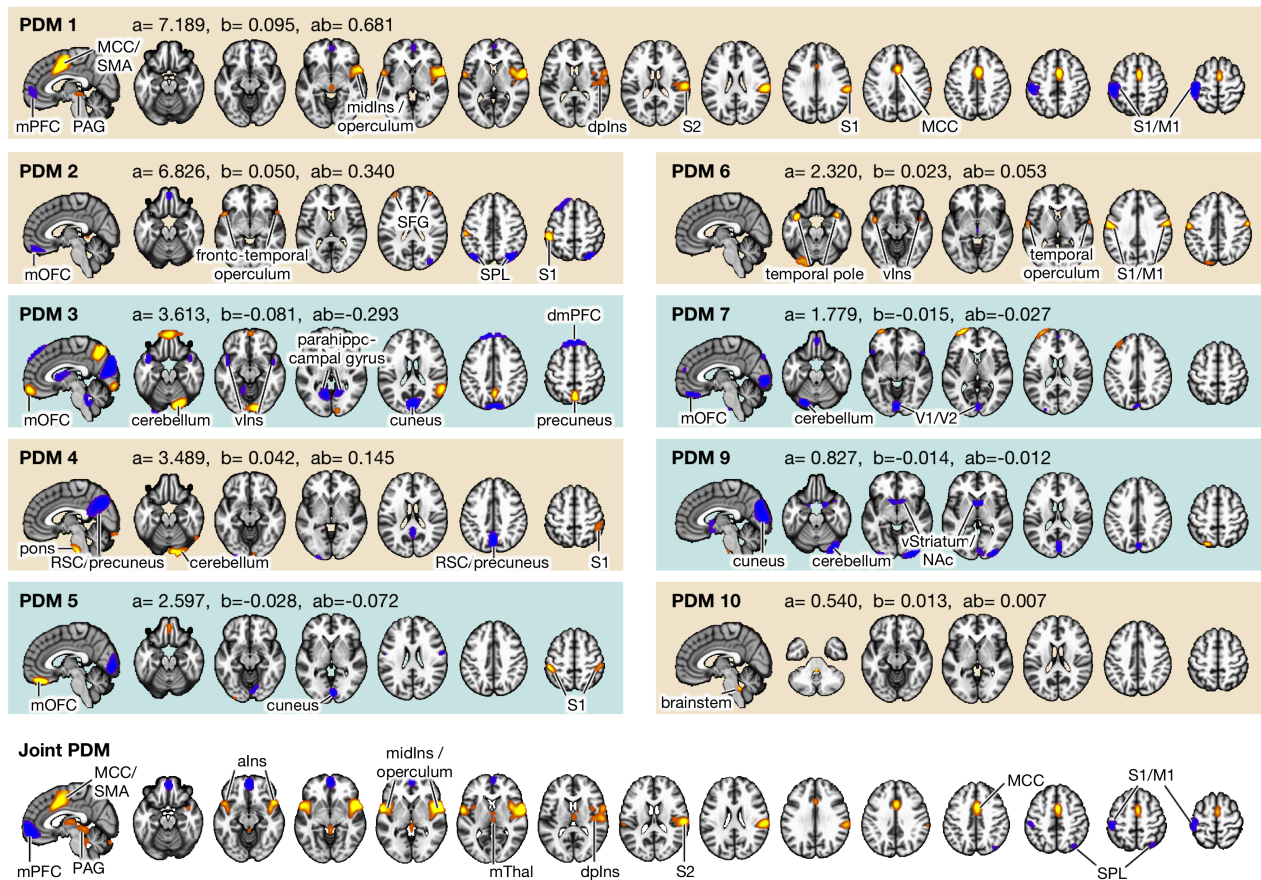 PDM 1 a= 7.189, b= 0.095, ab= 0.681
MCC/
SMA
mPFC PAG
midIns /
operculum
dpIns
S2
S1
MCC
S1/M1
PDM 2 a= 6.826, b= 0.050, ab= 0.340
mOFC
fronto-temporal
operculum
SFG
SPL
S1
PDM 6 a= 2.320, b= 0.023, ab= 0.053
temporal pole
vIns
temporal
operculum
S1/M1
PDM 3 a= 3.613, b=-0.081, ab=-0.293
mOFC
cerebellum
vIns
parahippo-
campal gyrus
cuneus
dmPFC
precuneus
PDM 7 a= 1.779, b=-0.015, ab=-0.027
mOFC
cerebellum
V1/V2
PDM 4 a= 3.489, b= 0.042, ab= 0.145
pons
RSC/precuneus
cerebellum
RSC/precuneus
S1
PDM 9 a= 0.827, b=-0.014, ab=-0.012
cuneus
cerebellum
vStriatum/
NAc
PDM 5 a= 2.597, b=-0.028, ab=-0.072
mOFC
cuneus
S1
PDM 10 a= 0.540, b= 0.013, ab= 0.007
brainstem
Joint PDM
MCC/
SMA
mPFC
PAG
aIns
midIns /
operculum
mThal
dpIns
S2
MCC
S1/M1
SPL